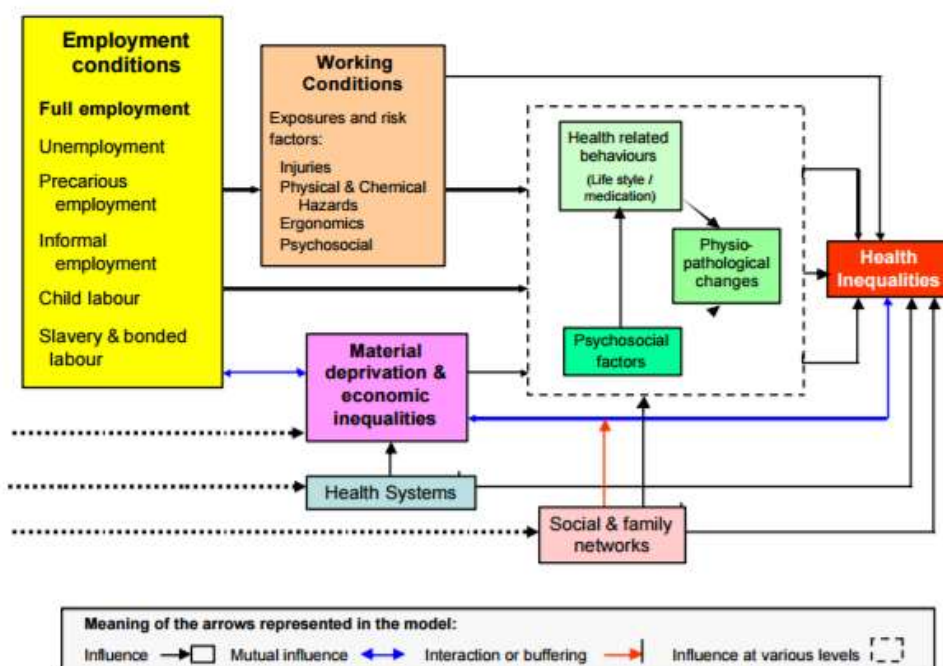 Employment
conditions
Full employment
Unemployment
Precarious
employment
Informal
employment
Child labour
Slavery & bonded
labour
Working
Conditions
Exposures and risk
factors:
Injuries
Physical & Chemical
Hazards
Ergonomics
Psychosocial
Material
deprivation &
economic
inequalities
Health Systems
Health related
behaviours
(Life style /
medication)
Physio-
pathological
changes
Psychosocial
factors
Social & family
networks
Health
Inequalities
Meaning of the arrows represented in the model:
Influence Mutual influence Interaction or buffering Influence at various levels